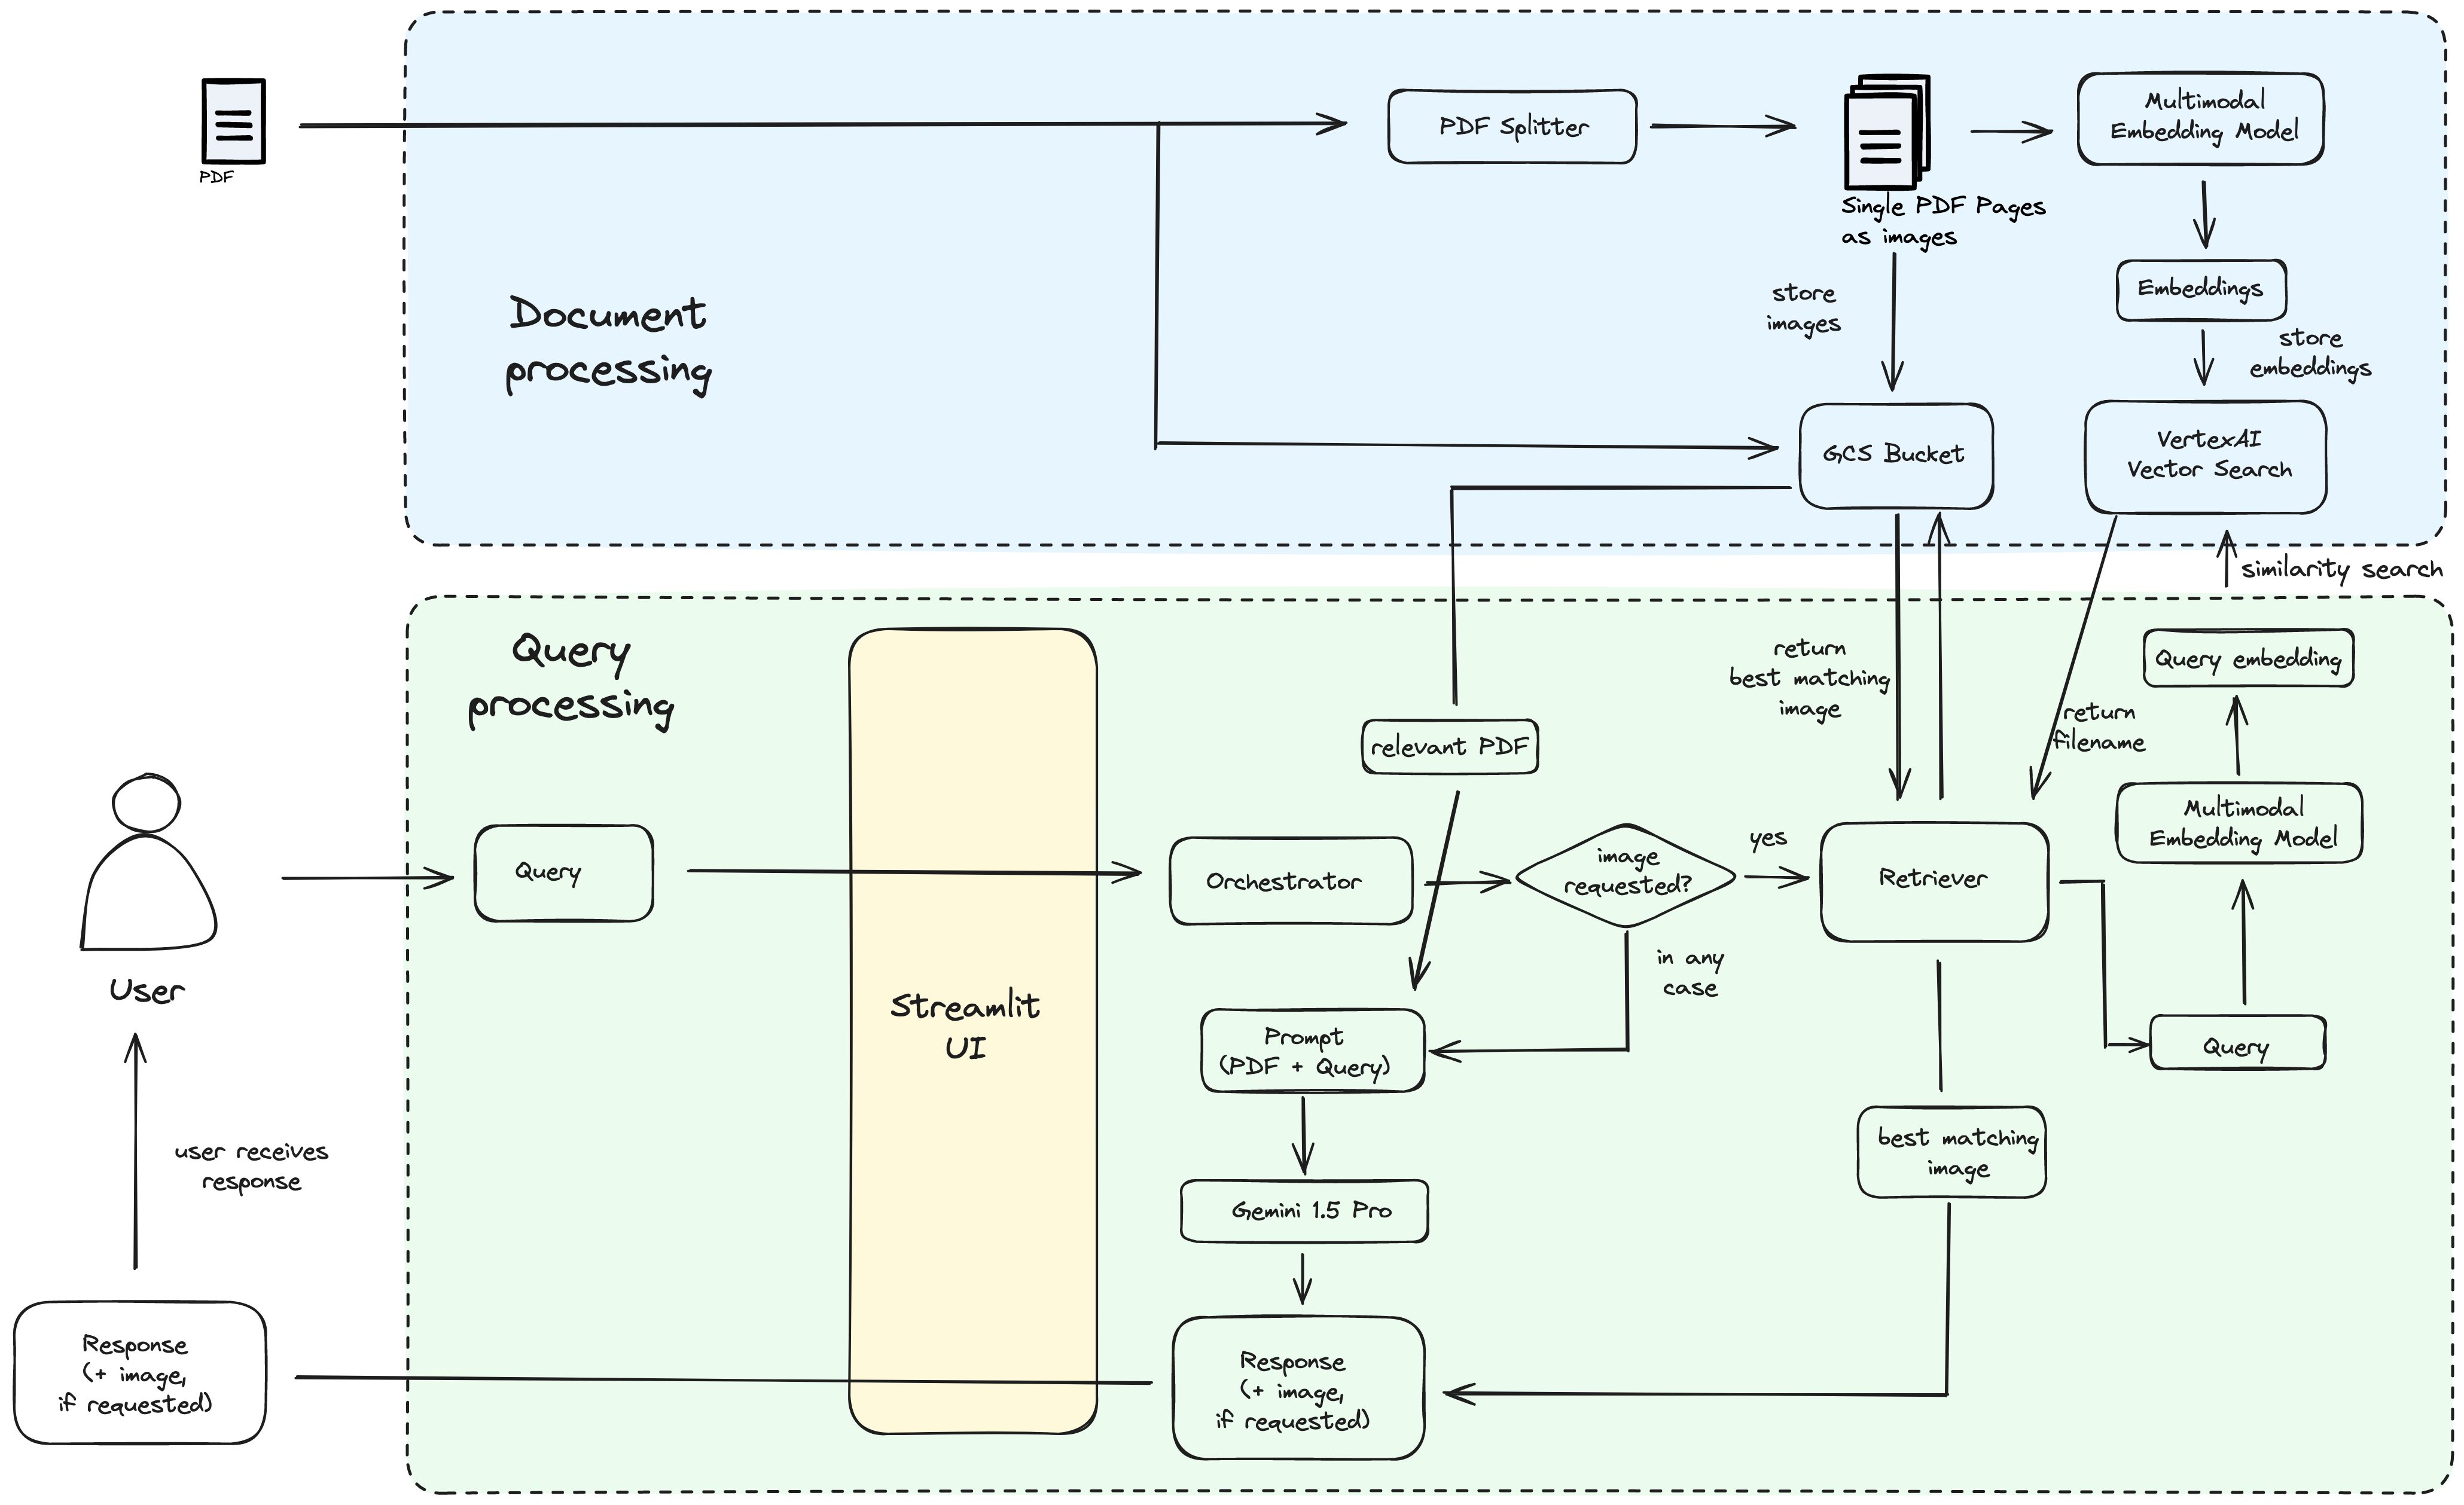 PDF
PDF Splitter
Single PDF Pages
as images
Multimodal
Embedding Model
Embeddings
store
images
store
embeddings
Document
processing
GCS Bucket
VertexAI
Vector Search
similarity search
Query
processing
return
best matching
image
return
filename
Query embedding
relevant PDF
Multimodal
Embedding Model
User
Query
Streamlit
UI
Orchestrator
image
requested?
yes
in any
case
Retriever
Query
Prompt
(PDF + Query)
Gemini 1.5 Pro
best matching
image
user receives
response
Response
(+ image,
if requested)
Response
(+ image,
if requested)